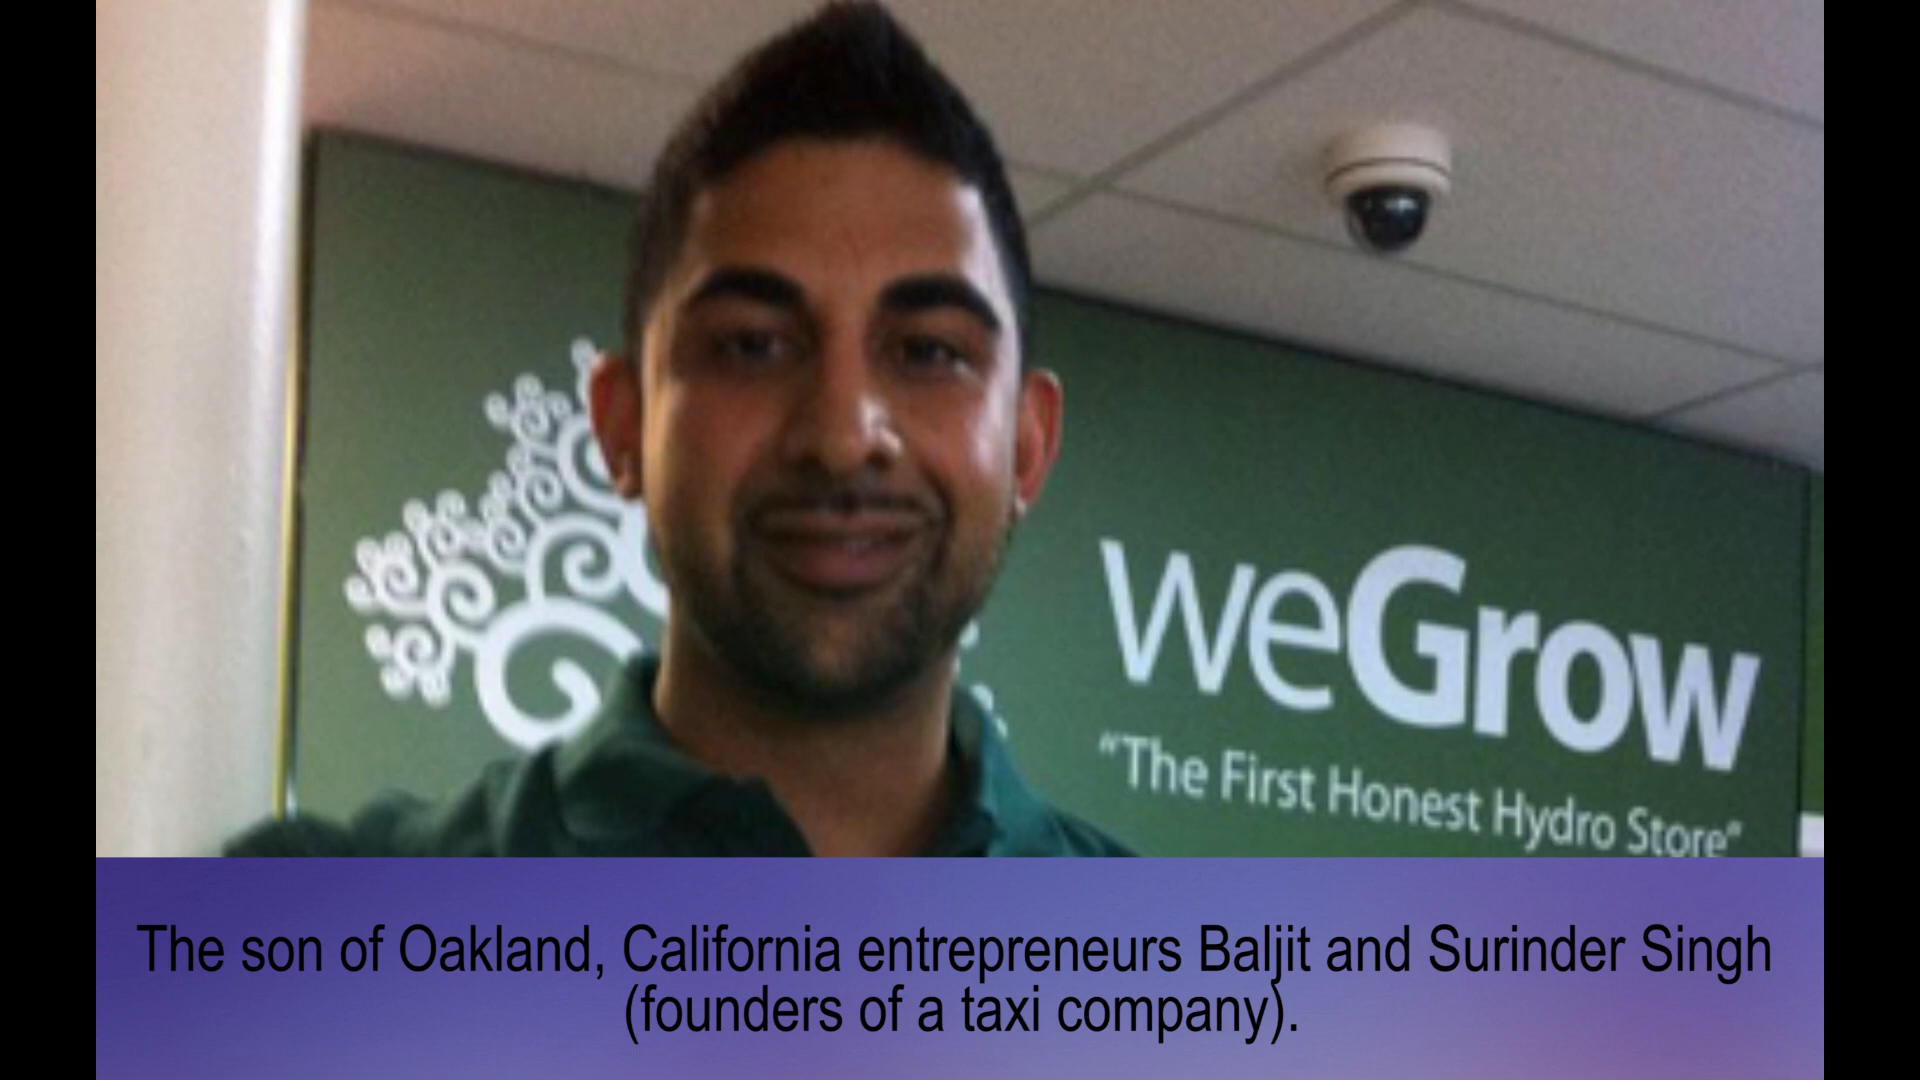 weGrow
“The First Honest Hydro Store”
The son of Oakland, California entrepreneurs Baljit and Surinder Singh
(founders of a taxi company).